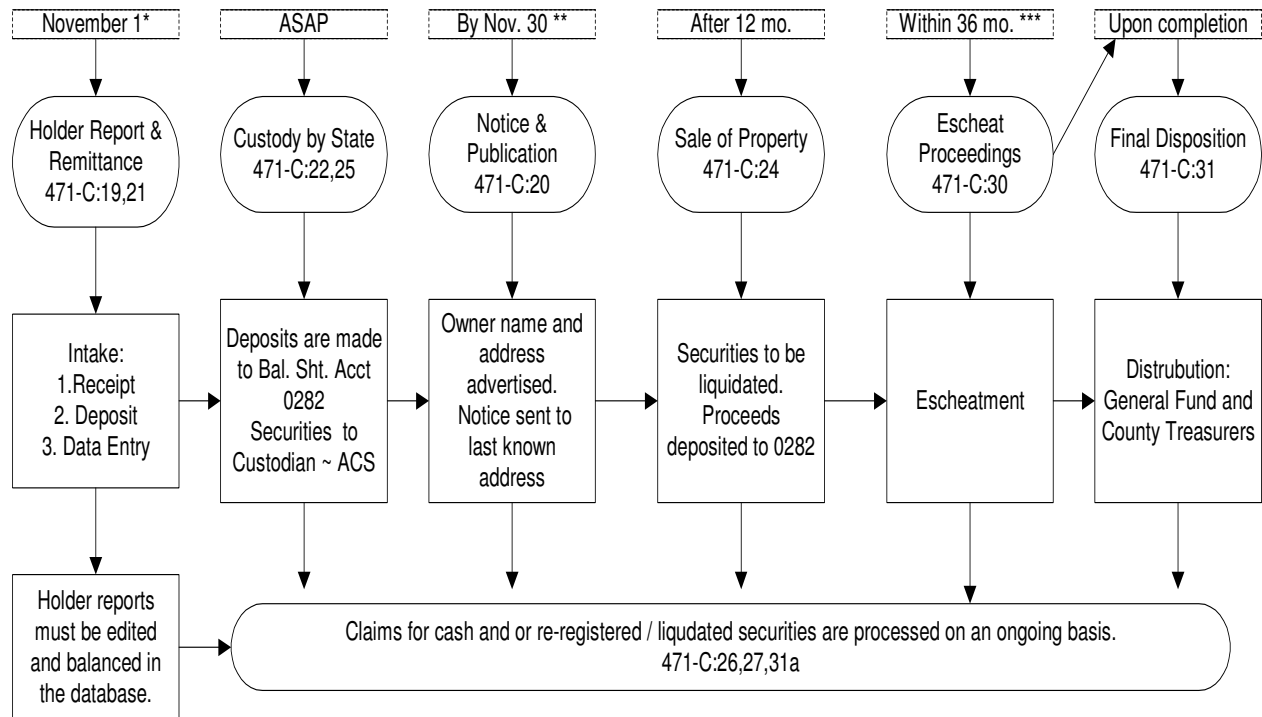 November 1*
ASAP
By Nov. 30 **
After 12 mo.
Within 36 mo. ***
Upon completion
Holder Report &
Remittance
471-C:19,21
Custody by State
471-C:22,25
Notice &
Publication
471-C:20
Sale of Property
471-C:24
Escheat
Proceedings
471-C:30
Final Disposition
471-C:31
Intake:
1.Receipt
2. Deposit
3. Data Entry
Deposits are made
to Bal. Sht. Acct
0282
Securities to
Custodian ~ ACS
Owner name and
address
advertised.
Notice sent to
last known
address
Securities to be
liquidated.
Proceeds
deposited to 0282
Escheatment
Distrubution:
General Fund and
County Treasurers
Holder reports
must be edited
and balanced in
the database.
Claims for cash and or re-registered / liqudated securities are processed on an ongoing basis.
471-C:26,27,31a